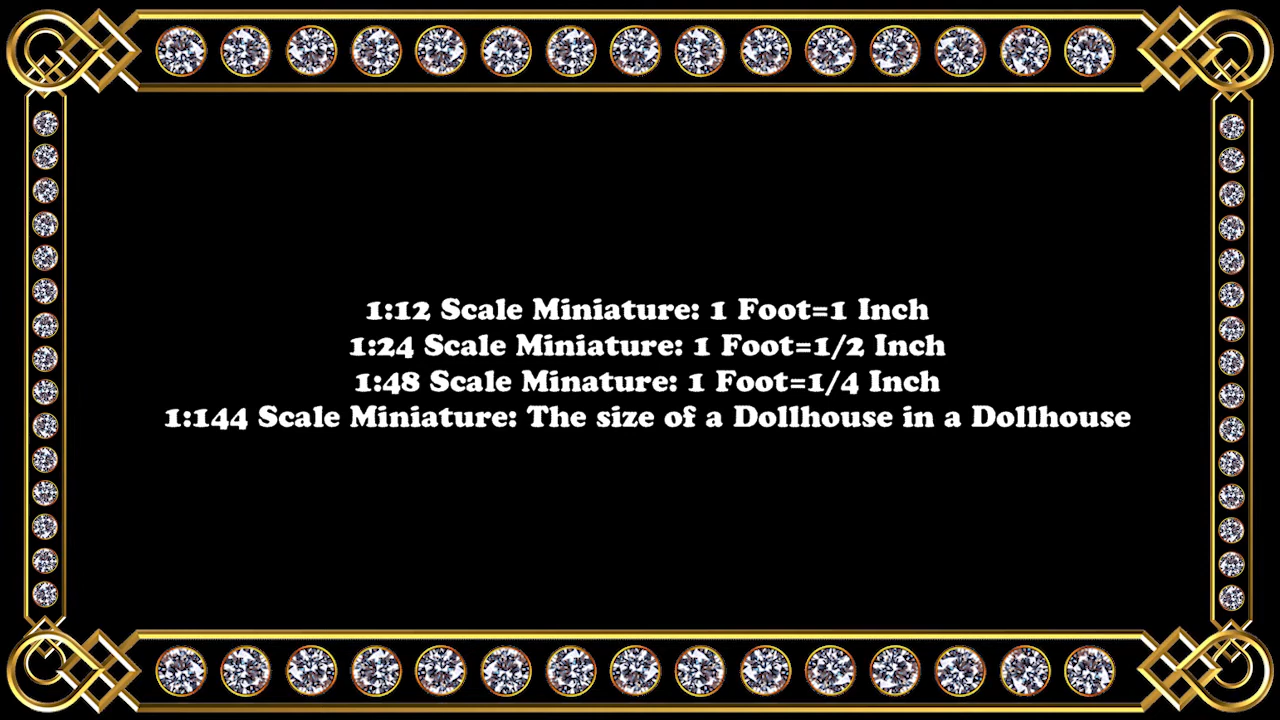 1:12 Scale Miniature: 1 Foot=1 Inch
1:24 Scale Miniature: 1 Foot=1/2 Inch
1:48 Scale Minature: 1 Foot=1/4 Inch
1:144 Scale Miniature: The size of a Dollhouse in a Dollhouse